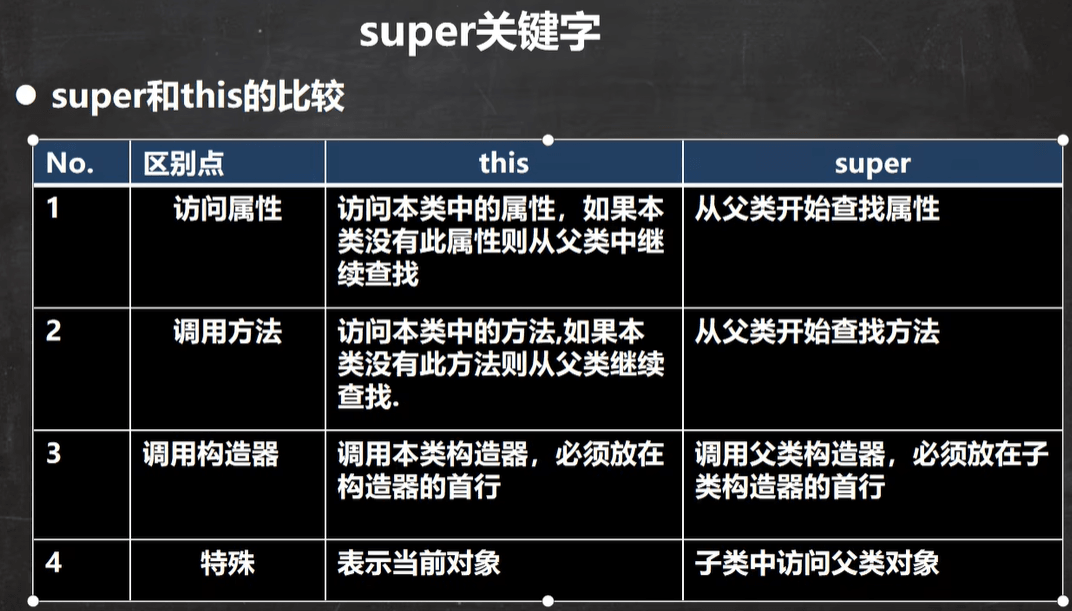 super关键字
super和this的比较
No. 区别点 this super
1 访问属性 访问本类中的属性，如果本 从父类开始查找属性
类没有此属性则从父类中继
续查找
2 调用方法 访问本类中的方法,如果本 从父类开始查找方法
类没有此方法则从父类继续
查找.
3 调用构造器 调用本类构造器，必须放在 调用父类构造器，必须放在子
构造器的首行 类构造器的首行
4 特殊 表示当前对象 子类中访问父类对象